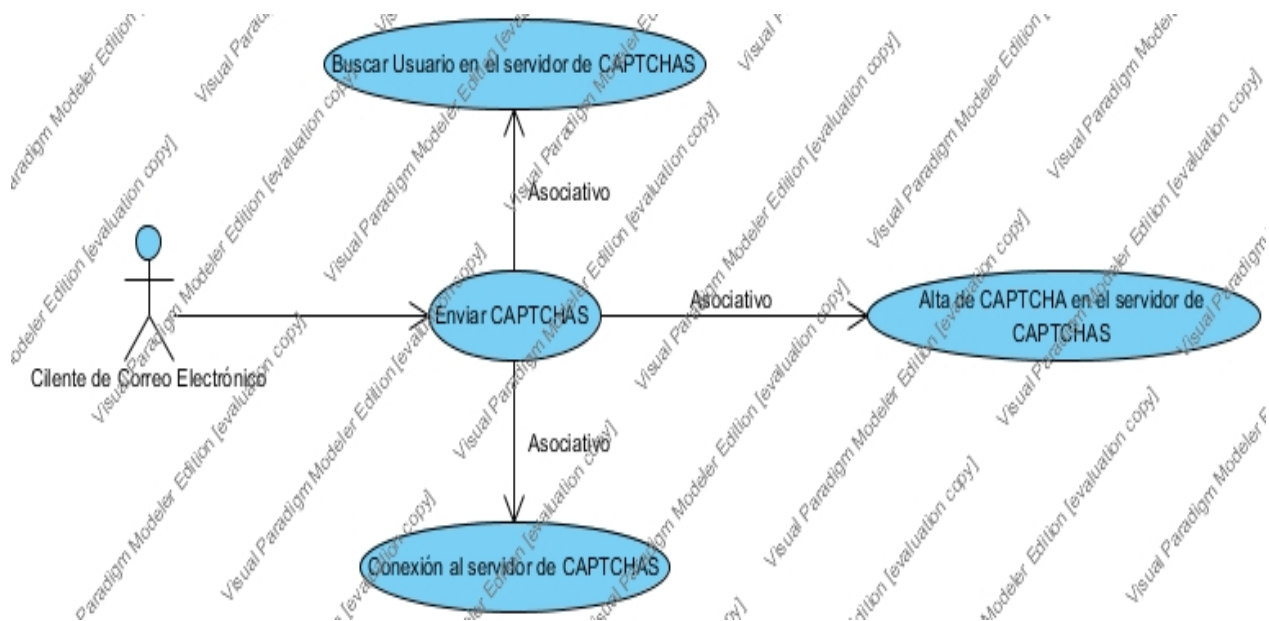 Buscar Usuario en el servidor de CAPTCHAS
Asociativo
Enviar CAPTCHAS
Asociativo
Alta de CAPTCHA en el servidor de
CAPTCHAS
Cilente de Correo Electrónico
Asociativo
Conexión al servidor de CAPTCHAS
Visual Paradigm Modeler Edition [evaluation copy]